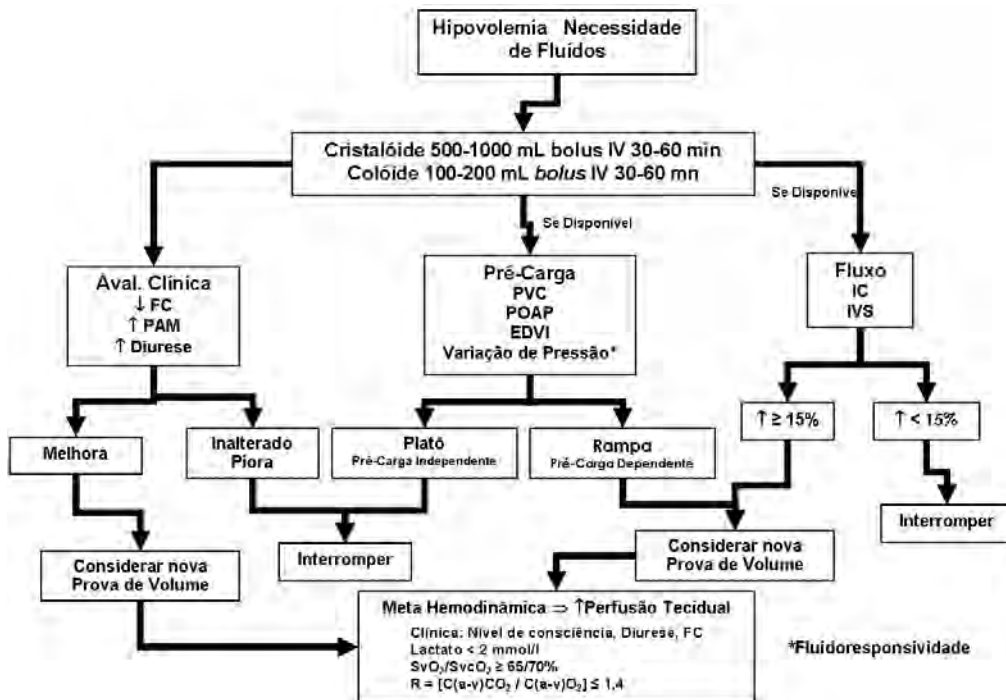 Hipovolemia Necessidade
de Fluídos
Cristalóide 500-1000 mL bolus IV 30-60 min
Colóide 100-200 mL bolus IV 30-60 mn
Se Disponível
Se Disponíve
Aval. Clínica
↓ FC
↑ PAM
↑ Diurese
Pré-Carga
PVC
POAP
EDVI
Variação de Pressão*
Fluxo
IC
IVS
Melhora
Inalterado
Piora
Platô
Pré-Carga Independente
Rampa
Pré-Carga Dependente
↑ ≥ 15%
↑ < 15%
Interromper
Considerar nova
Prova de Volume
Interromper
Considerar nova
Prova de Volume
Meta Hemodinâmica ⇒ ↑Perfusão Tecidual
Clínica: Nível de consciência, Diurese, FC
Lactato < 2 mmol/l
SvO₂/SvcO₂ ≥ 65/70%
R = [C(a-v)CO₂ / C(a-v)O₂] ≤ 1,4
*Fluidoresponsividade